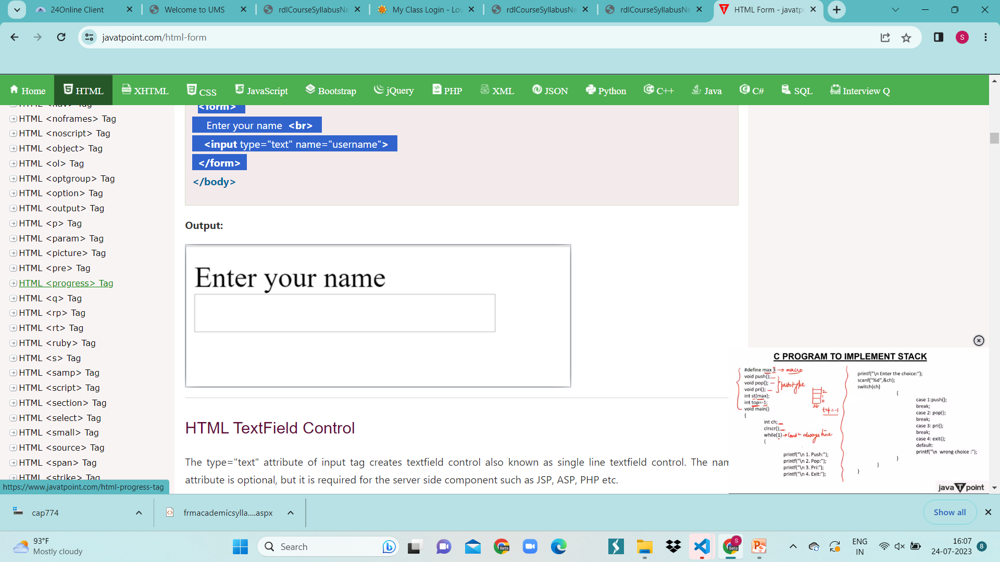 24Online Client
Welcome to UMS
rdlCourseSyllabusNe
My Class Login - Lov
rdlCourseSyllabusNe
rdlCourseSyllabusNe
HTML Form - javatp
javatpoint.com/html-form
S
Home
HTML
XHTML
CSS
JavaScript
Bootstrap
jQuery
PHP
XML
JSON
Python
C++
Java
C#
SQL
Interview Q
HTML <nav> Tag
HTML <noframes> Tag
HTML <noscript> Tag
HTML <object> Tag
HTML <ol> Tag
HTML <optgroup> Tag
HTML <option> Tag
HTML <output> Tag
HTML <p> Tag
HTML <param> Tag
HTML <picture> Tag
HTML <pre> Tag
HTML <progress> Tag
HTML <q> Tag
HTML <rp> Tag
HTML <rt> Tag
HTML <ruby> Tag
HTML <s> Tag
HTML <samp> Tag
HTML <script> Tag
HTML <section> Tag
HTML <select> Tag
HTML <small> Tag
HTML <source> Tag
HTML <span> Tag
HTML <strike> Tag
https://www.javatpoint.com/html-progress-tag
<form>
Enter your name <br>
<input type="text" name="username">
</form>
</body>
Output:
Enter your name
HTML TextField Control
The type="text" attribute of input tag creates textfield control also known as single line textfield control. The nam
attribute is optional, but it is required for the server side component such as JSP, ASP, PHP etc.
C PROGRAM TO IMPLEMENT STACK
#define max 3 → macro
void push();
void pop();
void pri();
prototype
int st[max];
int top=-1;
void main()
{
2
1
0
st
top=-1
int ch;
clrscr();
while(1)
always true
{
printf("\n 1. Push:");
printf("\n 2. Pop:");
printf("\n 3. Pri:");
printf("\n 4. Exit:");
printf("\n Enter the choice:");
scanf("%d",&ch);
switch(ch)
{
case 1:push();
break;
case 2: pop();
break;
case 3: pri();
break;
case 4: exit();
default:
printf("\n wrong choice :");
}
}
}
javaTpoint
cap774
frmacademicsylla....aspx
Show all
93°F
Mostly cloudy
Search
Beta
S
Beta
ENG
IN
16:07
24-07-2023
8